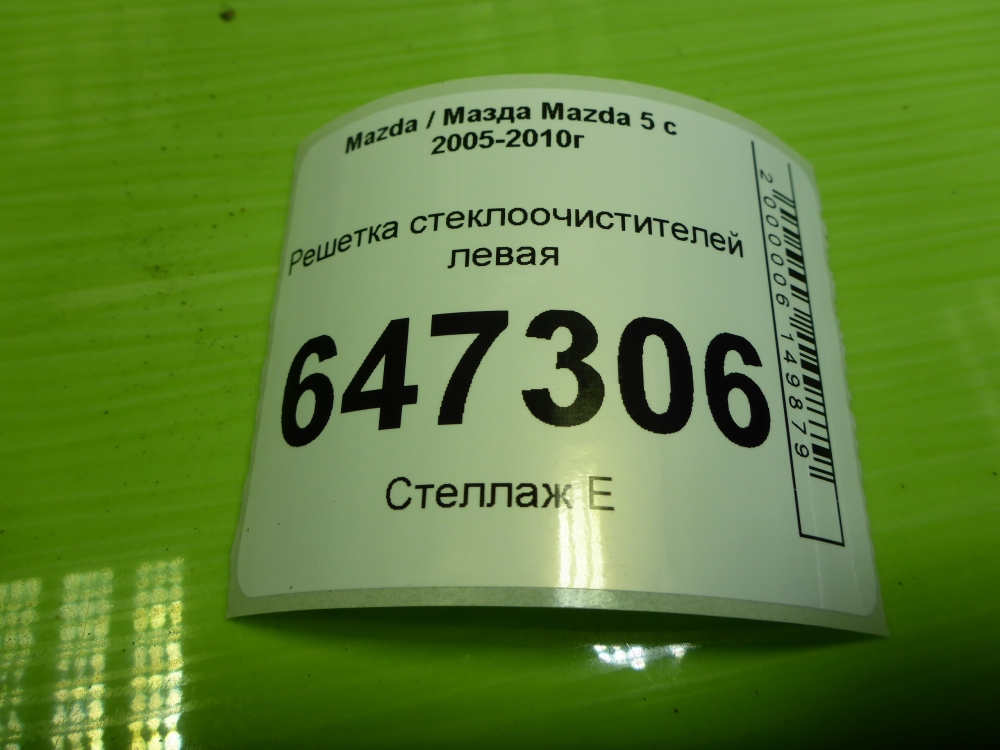 Mazda / Мазда Mazda 5 с
2005-2010г
Решетка стеклоочистителей
левая
647306
Стеллаж Е
2000006149879